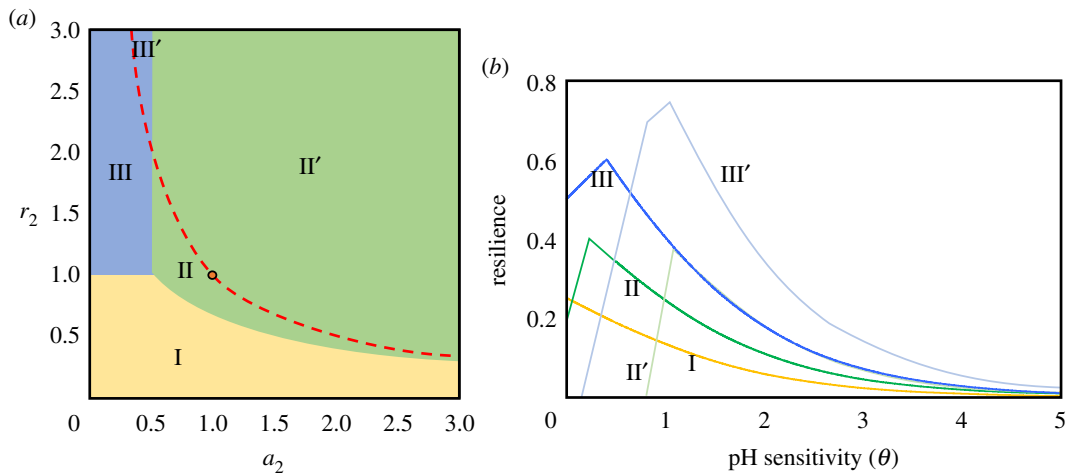 (a)
3.0
2.5
2.0
r2
1.5
1.0
0.5
0
0.5
1.0
1.5
2.0
2.5
3.0
a2
III′
III
II′
II
I
(b)
0.8
0.6
0.4
0.2
resilience
0
1
2
3
4
5
pH sensitivity (θ)
III
III′
II
II′
I